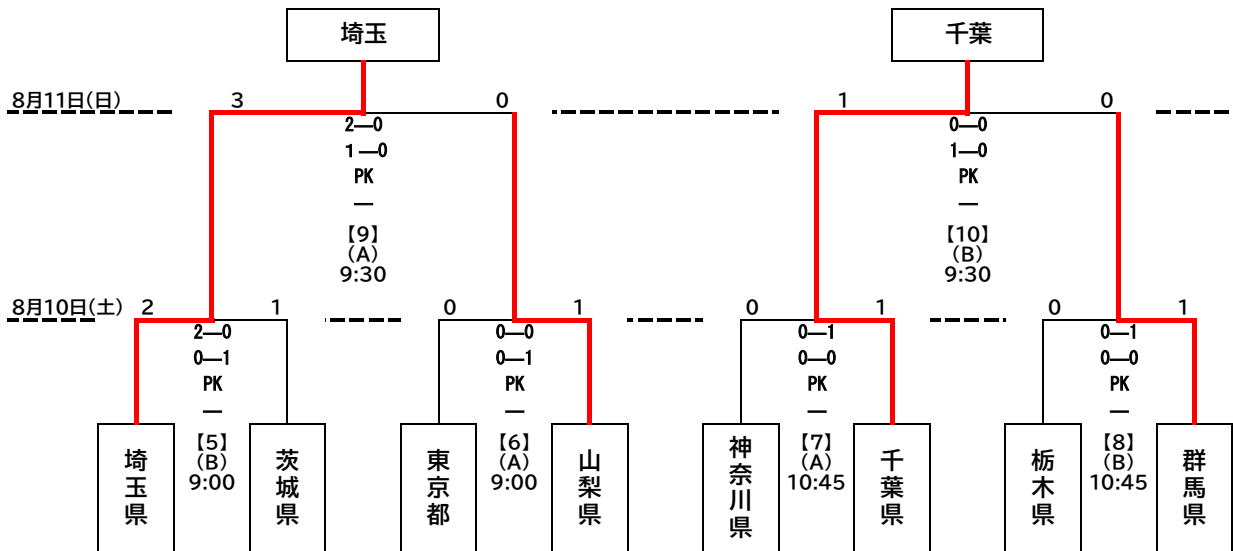 埼玉
千葉
8月11日(日)
3
0
1
0
2—0
1—0
PK
—
【9】
(A)
9:30
0—0
1—0
PK
—
【10】
(B)
9:30
8月10日(土)
2
1
0
1
0
1
0
1
2—0
0—1
PK
—
【5】
(B)
9:00
0—0
0—1
PK
—
【6】
(A)
9:00
0—1
0—0
PK
—
【7】
(A)
10:45
0—1
0—0
PK
—
【8】
(B)
10:45
埼玉県
茨城県
東京都
山梨県
神奈川県
千葉県
栃木県
群馬県